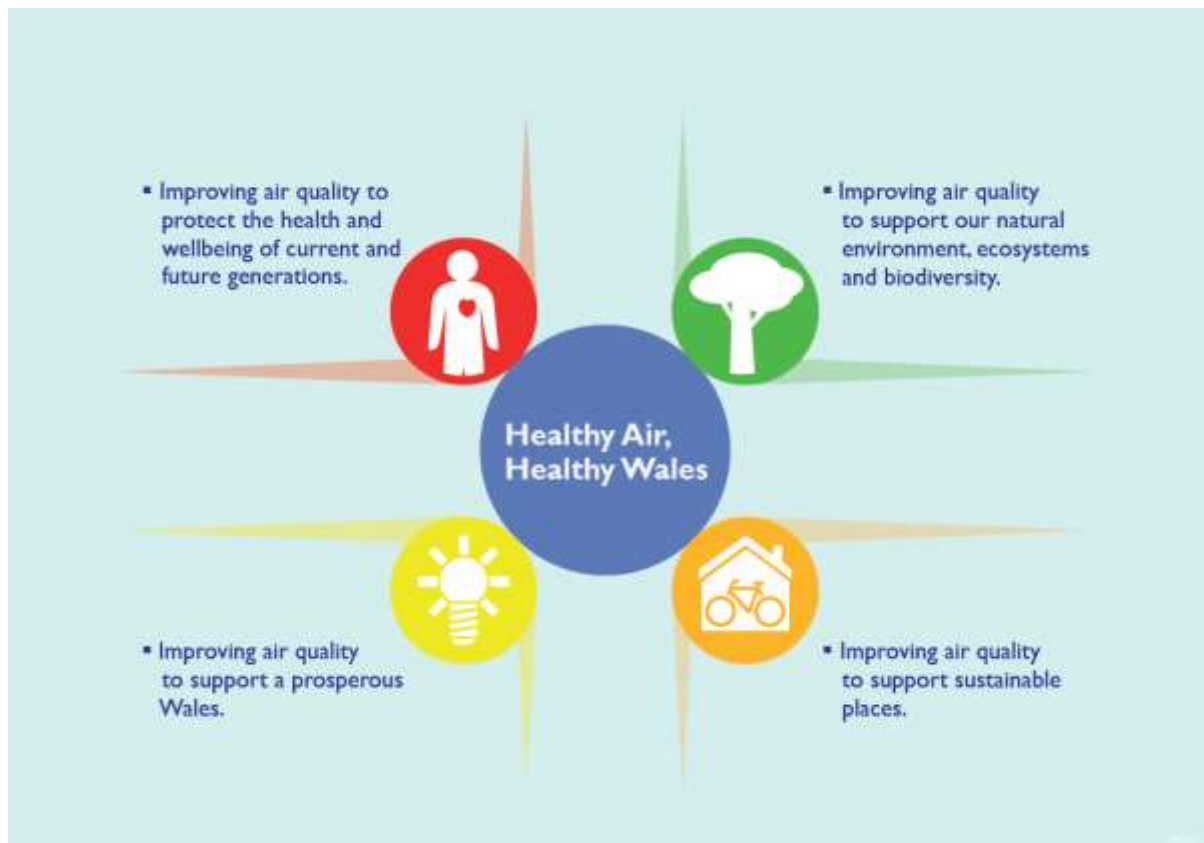 ▪ Improving air quality to
protect the health and
wellbeing of current and
future generations.
▪ Improving air quality
to support our natural
environment, ecosystems
and biodiversity.
Healthy Air,
Healthy Wales
▪ Improving air quality
to support a prosperous
Wales.
▪ Improving air quality
to support sustainable
places.